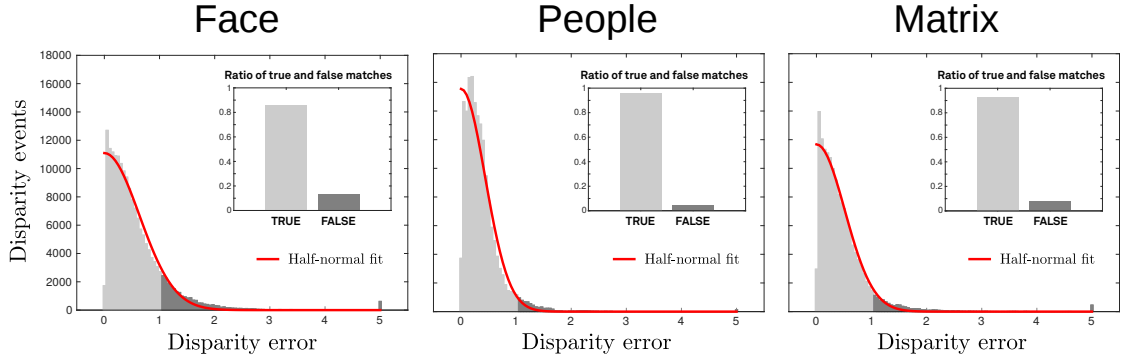 Face People Matrix
18000
16000
14000
12000
10000
8000
6000
4000
2000
0
Disparity events
Ratio of true and false matches
1
0.8
0.6
0.4
0.2
0
TRUE FALSE
Half-normal fit
0 1 2 3 4 5
Disparity error
Ratio of true and false matches
1
0.8
0.6
0.4
0.2
0
TRUE FALSE
Half-normal fit
0 1 2 3 4 5
Disparity error
Ratio of true and false matches
1
0.8
0.6
0.4
0.2
0
TRUE FALSE
Half-normal fit
0 1 2 3 4 5
Disparity error